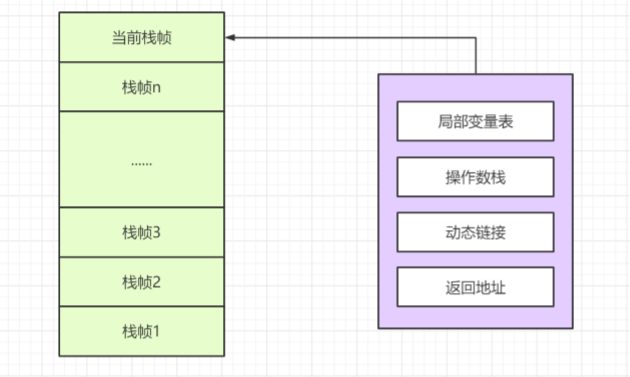 当前栈帧
栈帧n
......
栈帧3
栈帧2
栈帧1
局部变量表
操作数栈
动态链接
返回地址